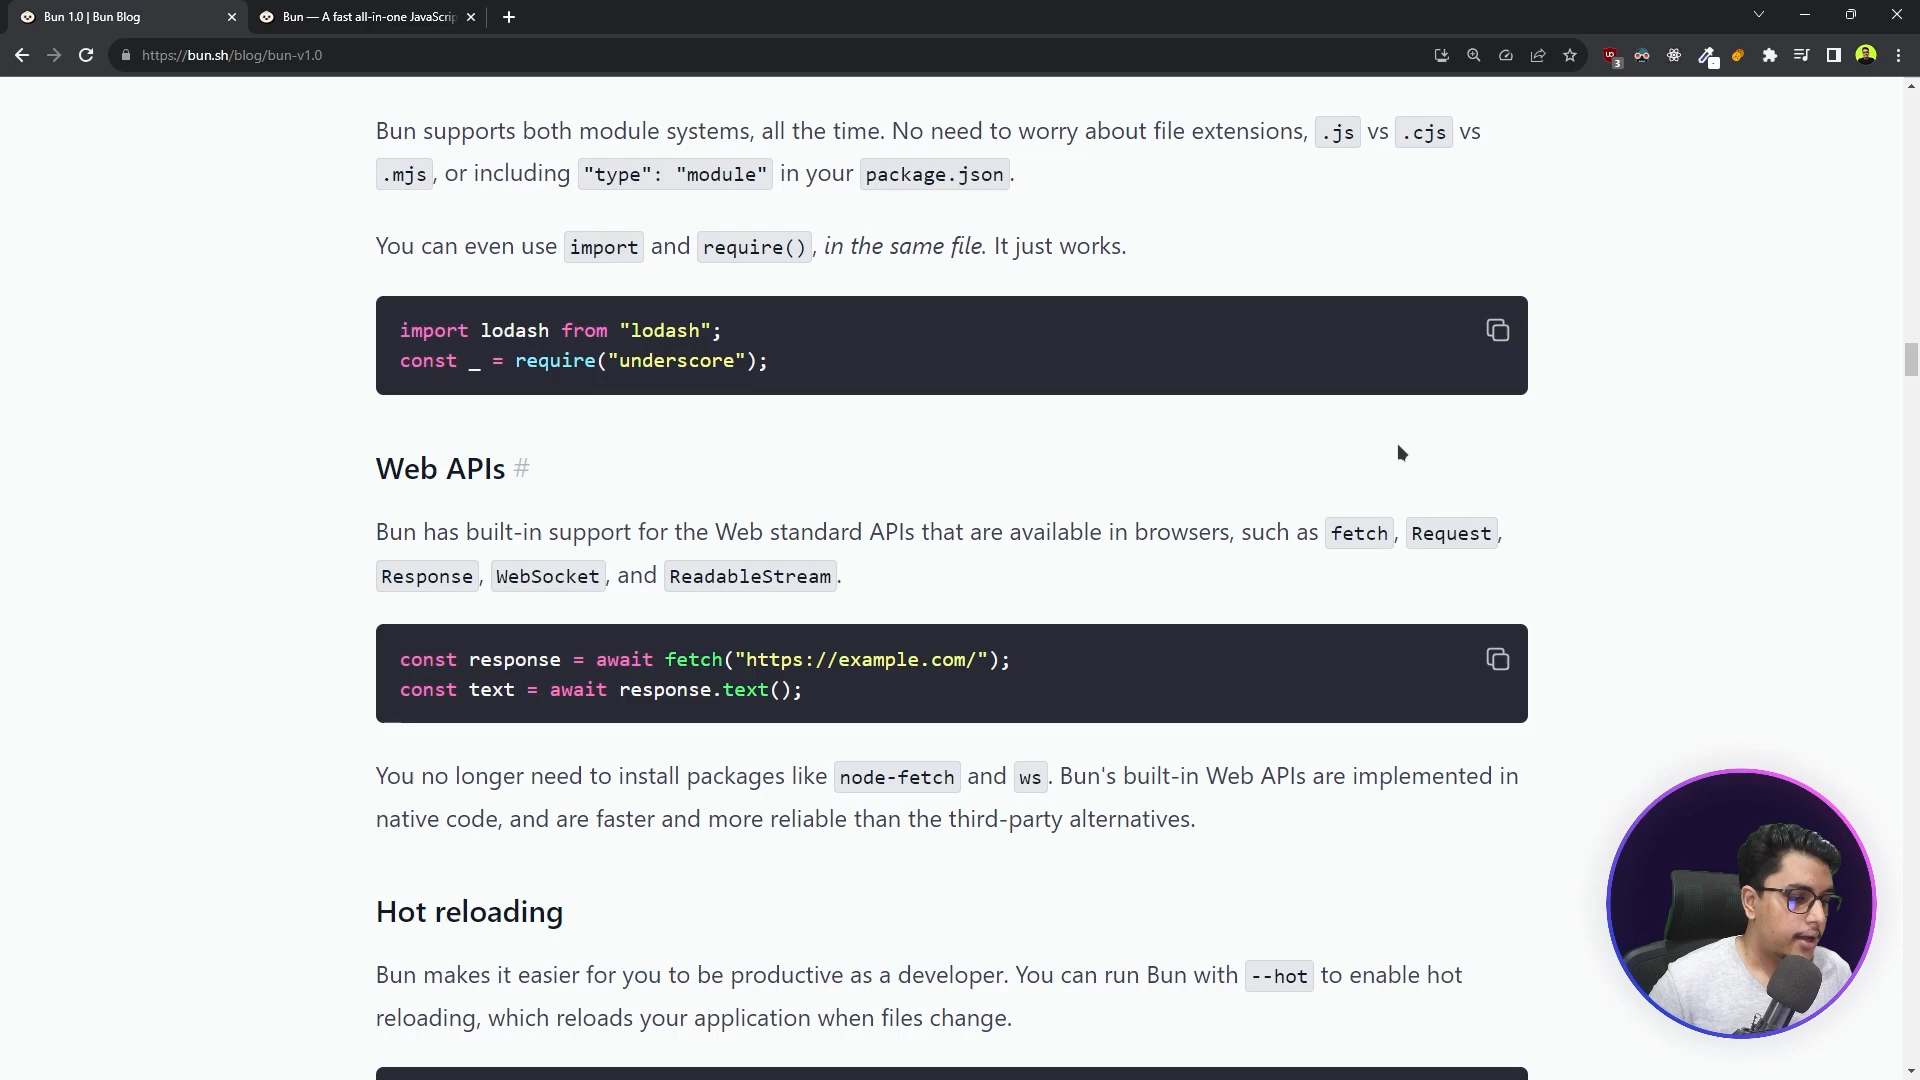 Bun 1.0 | Bun Blog
Bun — A fast all-in-one JavaScrip
https://bun.sh/blog/bun-v1.0
3
Bun supports both module systems, all the time. No need to worry about file extensions, .js vs .cjs vs
.mjs, or including "type": "module" in your package.json.
You can even use import and require(), in the same file. It just works.
import lodash from "lodash";
const _ = require("underscore");
Web APIs #
Bun has built-in support for the Web standard APIs that are available in browsers, such as fetch, Request,
Response, WebSocket, and ReadableStream.
const response = await fetch("https://example.com/");
const text = await response.text();
You no longer need to install packages like node-fetch and ws. Bun's built-in Web APIs are implemented in
native code, and are faster and more reliable than the third-party alternatives.
Hot reloading
Bun makes it easier for you to be productive as a developer. You can run Bun with --hot to enable hot
reloading, which reloads your application when files change.